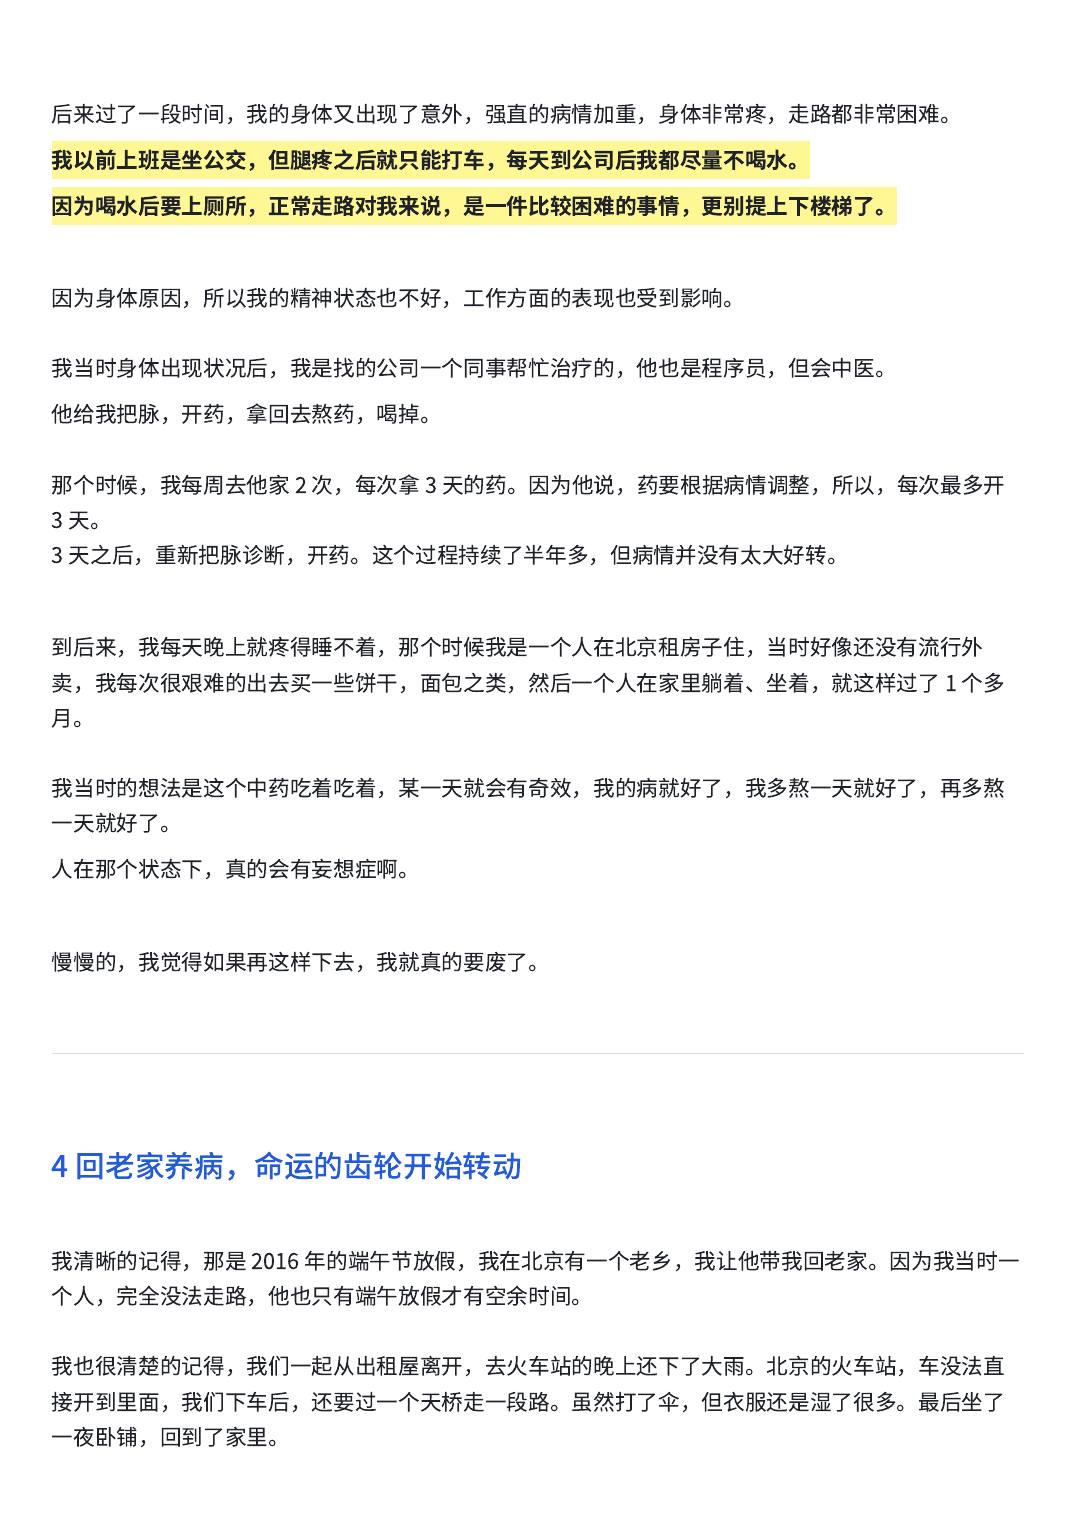 后来过了一段时间，我的身体又出现了意外，强直的病情加重，身体非常疼，走路都非常困难。
我以前上班是坐公交，但腿疼之后就只能打车，每天到公司后我都尽量不喝水。
因为喝水后要上厕所，正常走路对我来说，是一件比较困难的事情，更别提上下楼梯了。
因为身体原因，所以我的精神状态也不好，工作方面的表现也受到影响。
我当时身体出现状况后，我是找的公司一个同事帮忙治疗的，他也是程序员，但会中医。
他给我把脉，开药，拿回去熬药，喝掉。
那个时候，我每周去他家 2 次，每次拿 3 天的药。因为他说，药要根据病情调整，所以，每次最多开
3 天。
3 天之后，重新把脉诊断，开药。这个过程持续了半年多，但病情并没有太大好转。
到后来，我每天晚上就疼得睡不着，那个时候我是一个人在北京租房子住，当时好像还没有流行外
卖，我每次很艰难的出去买一些饼干，面包之类，然后一个人在家里躺着、坐着，就这样过了 1 个多
月。
我当时的想法是这个中药吃着吃着，某一天就会有奇效，我的病就好了，我多熬一天就好了，再多熬
一天就好了。
人在那个状态下，真的会有妄想症啊。
慢慢的，我觉得如果再这样下去，我就真的要废了。
4 回老家养病，命运的齿轮开始转动
我清晰的记得，那是 2016 年的端午节放假，我在北京有一个老乡，我让他带我回老家。因为我当时一
个人，完全没法走路，他也只有端午放假才有空余时间。
我也很清楚的记得，我们一起从出租屋离开，去火车站的晚上还下了大雨。北京的火车站，车没法直
接开到里面，我们下车后，还要过一个天桥走一段路。虽然打了伞，但衣服还是湿了很多。最后坐了
一夜卧铺，回到了家里。